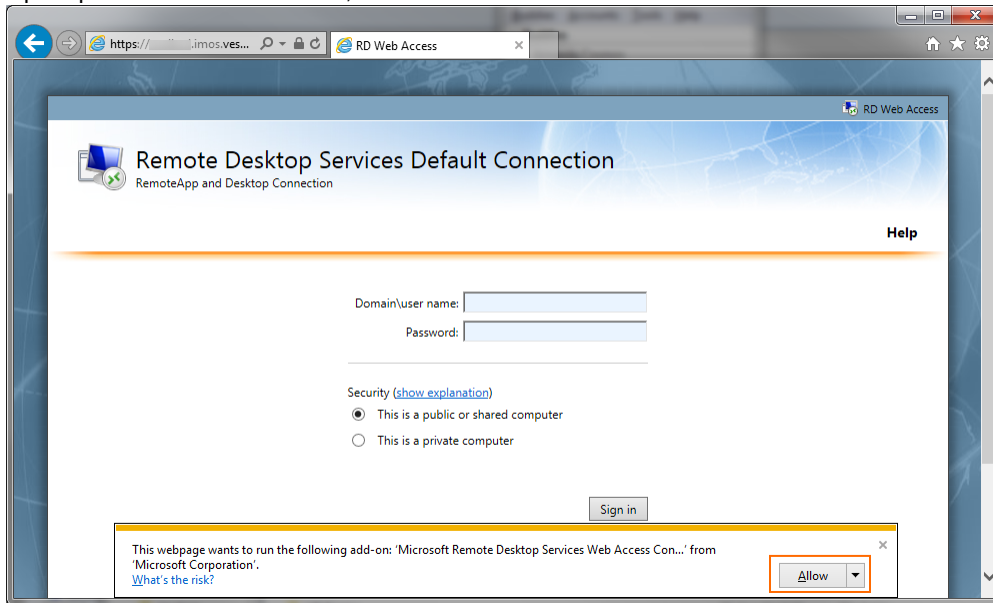 https:// .imos.ves...
RD Web Access
RD Web Access
Remote Desktop Services Default Connection
RemoteApp and Desktop Connection
Help
Domain\user name:
Password:
Security (show explanation)
This is a public or shared computer
This is a private computer
Sign in
This webpage wants to run the following add-on: 'Microsoft Remote Desktop Services Web Access Con...' from
'Microsoft Corporation'.
What's the risk?
Allow